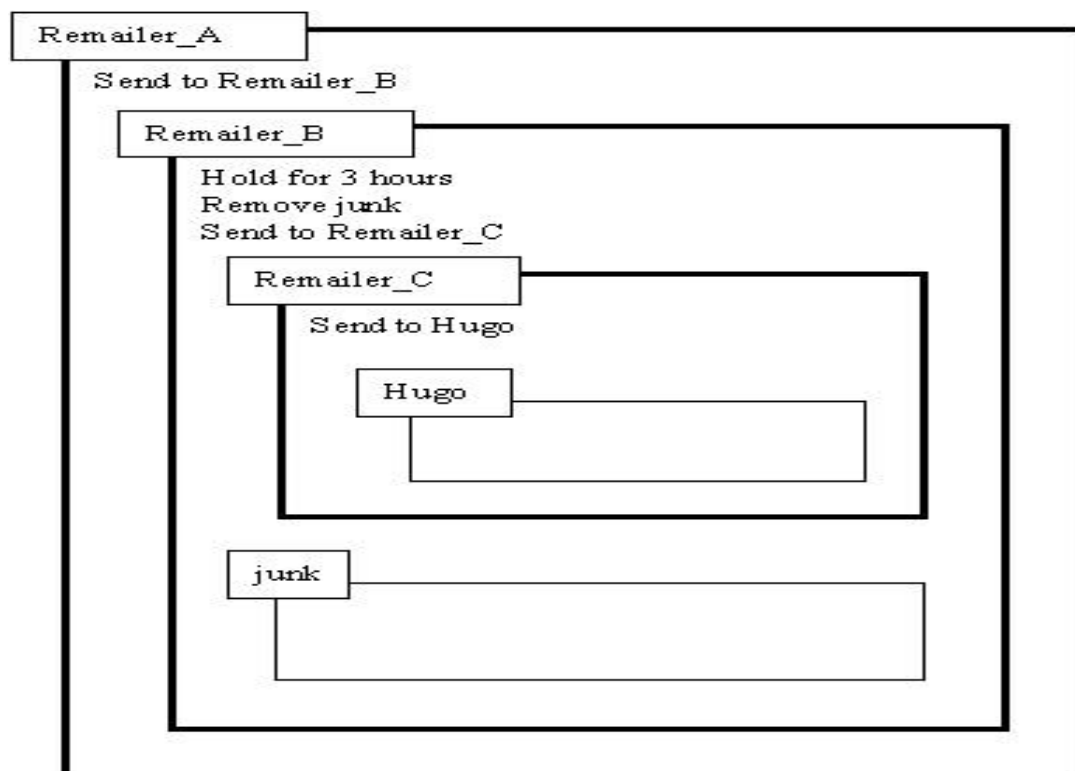 Remailer_A
Send to Remailer_B
Remailer_B
Hold for 3 hours
Remove junk
Send to Remailer_C
Remailer_C
Send to Hugo
Hugo
junk